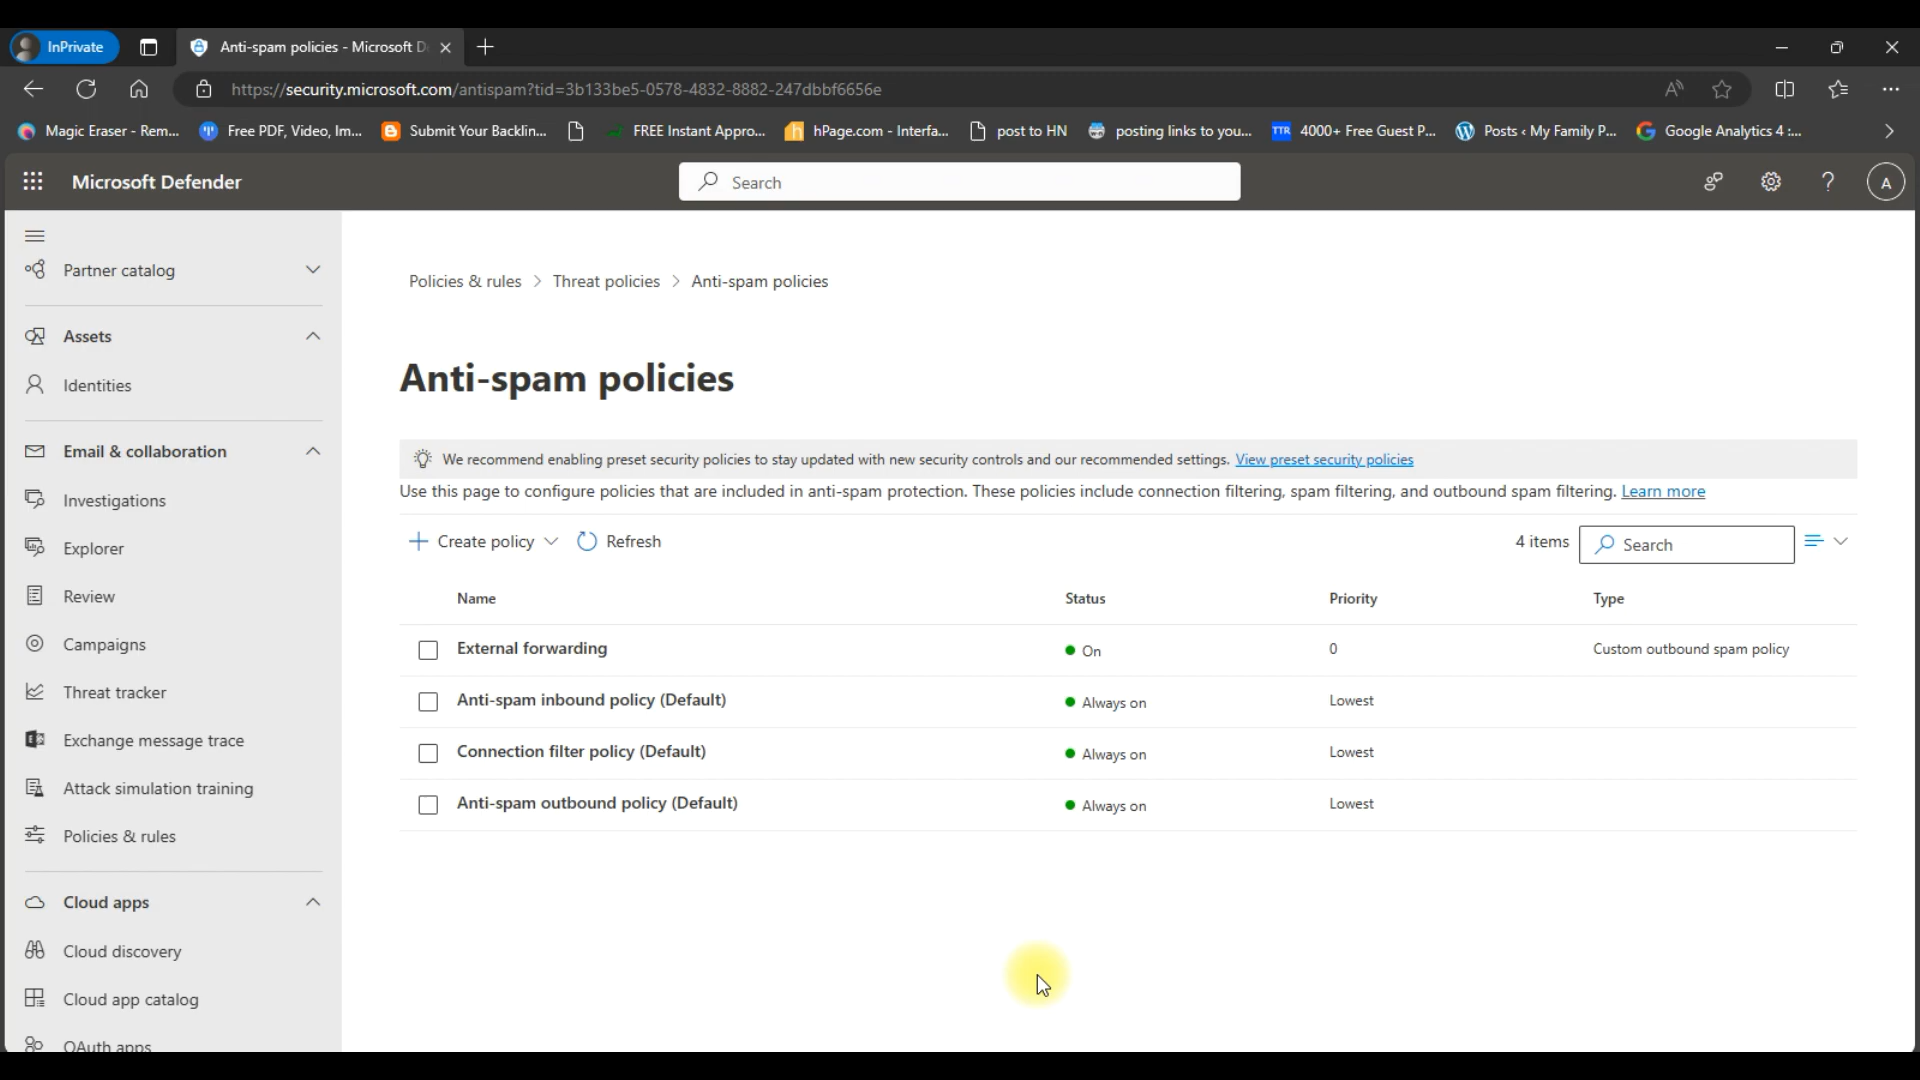 InPrivate
Anti-spam policies - Microsoft D
https://security.microsoft.com/antispam?tid=3b133be5-0578-4832-8882-247dbbf6656e
Magic Eraser - Rem...
Free PDF, Video, Im...
Submit Your Backlin...
FREE Instant Appro...
hPage.com - Interfa...
post to HN
posting links to you...
4000+ Free Guest P...
Posts ‹ My Family P...
Google Analytics 4 :...
Microsoft Defender
Search
A
Partner catalog
Assets
Identities
Email & collaboration
Investigations
Explorer
Review
Campaigns
Threat tracker
Exchange message trace
Attack simulation training
Policies & rules
Cloud apps
Cloud discovery
Cloud app catalog
OAuth apps
Policies & rules > Threat policies > Anti-spam policies
Anti-spam policies
We recommend enabling preset security policies to stay updated with new security controls and our recommended settings. View preset security policies
Use this page to configure policies that are included in anti-spam protection. These policies include connection filtering, spam filtering, and outbound spam filtering. Learn more
Create policy Refresh 4 items Search
Name Status Priority Type
External forwarding On 0 Custom outbound spam policy
Anti-spam inbound policy (Default) Always on Lowest
Connection filter policy (Default) Always on Lowest
Anti-spam outbound policy (Default) Always on Lowest